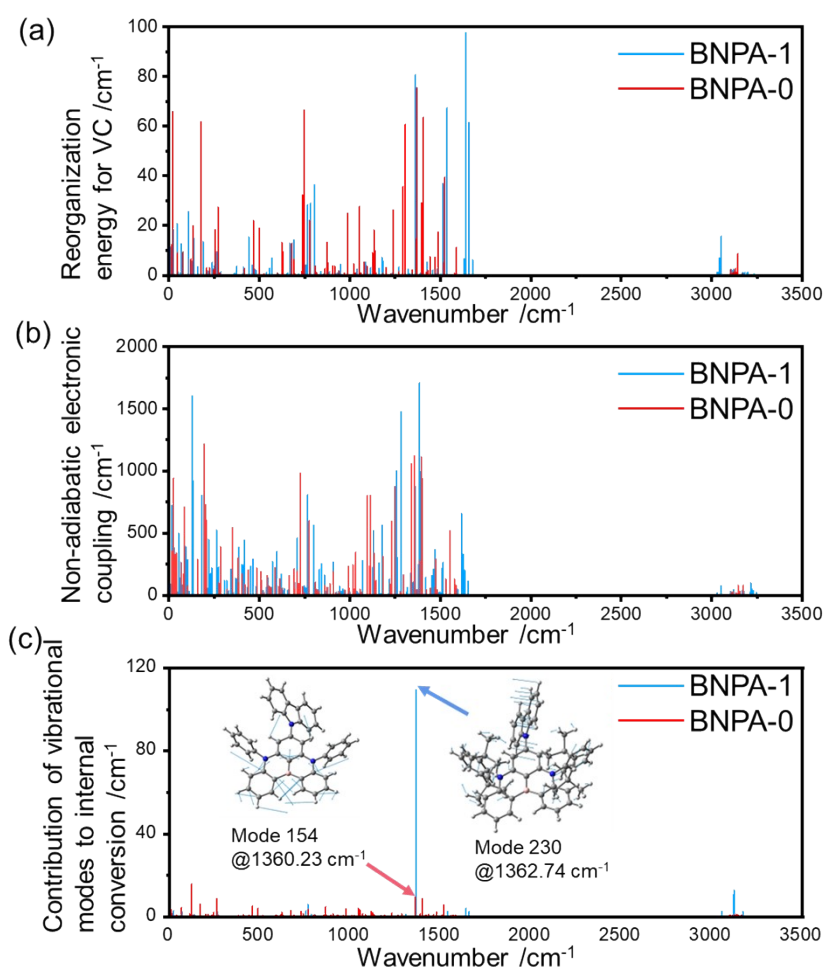 (a)
Reorganization
energy for VC /cm⁻¹
100
80
60
40
20
0
BNPA-1
BNPA-0
0 500 1000 1500 2000 2500 3000 3500
Wavenumber /cm⁻¹
(b)
Non-adiabatic electronic
coupling /cm⁻¹
2000
1500
1000
500
0
BNPA-1
BNPA-0
0 500 1000 1500 2000 2500 3000 3500
Wavenumber /cm⁻¹
(c)
Contribution of vibrational
modes to internal
conversion /cm⁻¹
120
80
40
0
BNPA-1
BNPA-0
Mode 154
@1360.23 cm⁻¹
Mode 230
@1362.74 cm⁻¹
0 500 1000 1500 2000 2500 3000 3500
Wavenumber /cm⁻¹